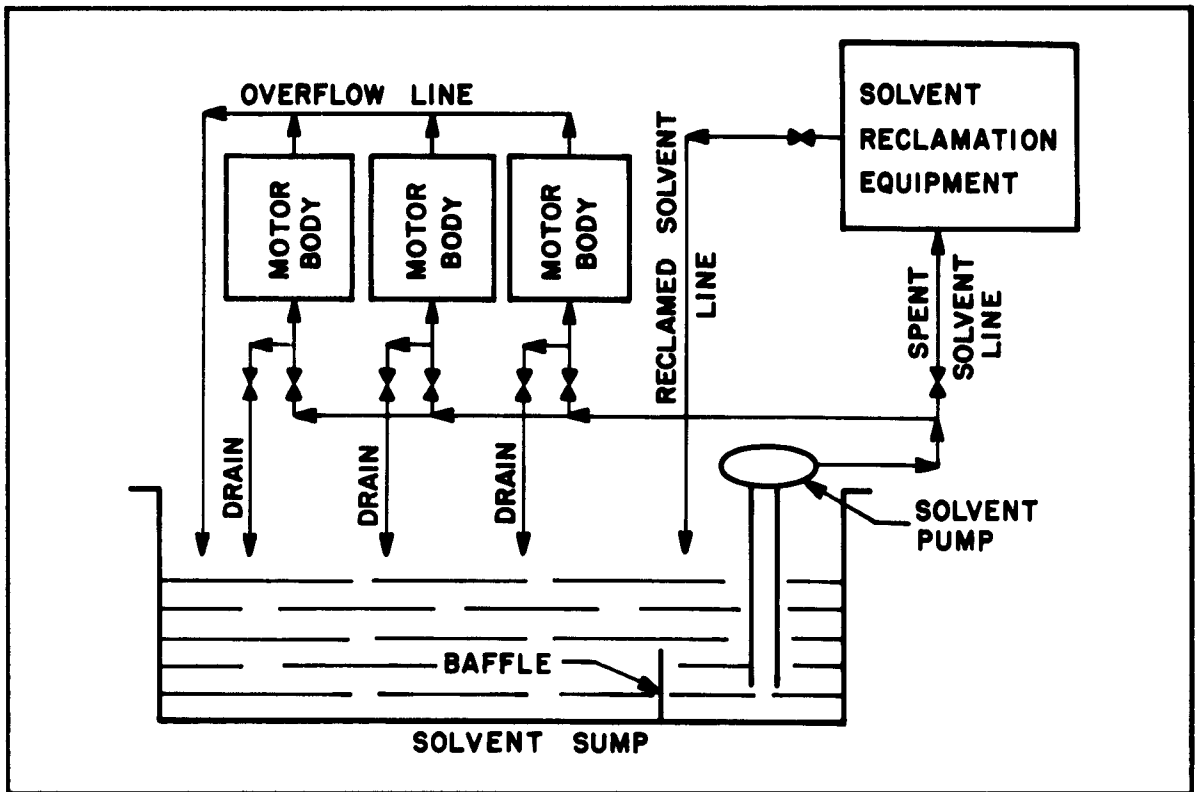 OVERFLOW LINE
MOTOR
BODY
MOTOR
BODY
MOTOR
BODY
RECLAIMED SOLVENT
LINE
SOLVENT
RECLAMATION
EQUIPMENT
SPENT
SOLVENT
LINE
DRAIN
DRAIN
DRAIN
SOLVENT
PUMP
BAFFLE
SOLVENT SUMP